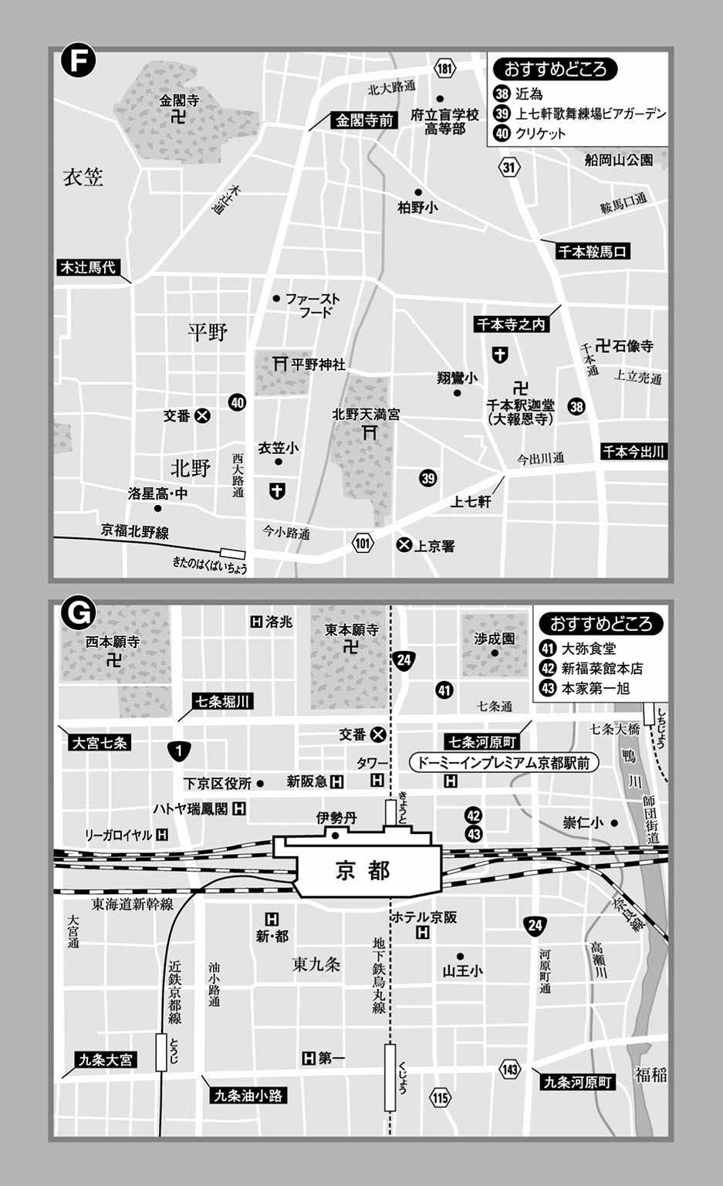 F
おすすめどころ
38 近為
39 上七軒歌舞練場ビアガーデン
40 クリケット
181
北大路通
金閣寺
金閣寺前
府立盲学校
高等部
船岡山公園
31
衣笠
木辻通
柏野小
鞍馬口通
千本鞍馬口
木辻馬代
ファースト
フード
千本寺之内
平野
平野神社
千本通
石像寺
翔鸞小
上立売通
千本釈迦堂
(大報恩寺)
38
40
交番
北野天満宮
衣笠小
千本今出川
今出川通
北野
西大路通
39
洛星高・中
上七軒
京福北野線
今小路通
101
上京署
きたのはくばいちょう
G
おすすめどころ
41 大弥食堂
42 新福菜館本店
43 本家第一旭
西本願寺
洛兆
東本願寺
渉成園
24
41
七条堀川
七条通
しちじょう
大宮七条
1
交番
七条河原町
七条大橋
鴨川
タワー
ドーミーインプレミアム京都駅前
下京区役所
新阪急
師団街道
ハトヤ瑞鳳閣
きょうと
伊勢丹
42
43
崇仁小
リーガロイヤル
京都
東海道新幹線
奈良線
大宮通
新・都
ホテル京阪
24
近鉄京都線
油小路通
東九条
地下鉄烏丸線
山王小
河原町通
高瀬川
とうじ
くじょう
九条大宮
第一
143
福稲
九条油小路
115
九条河原町